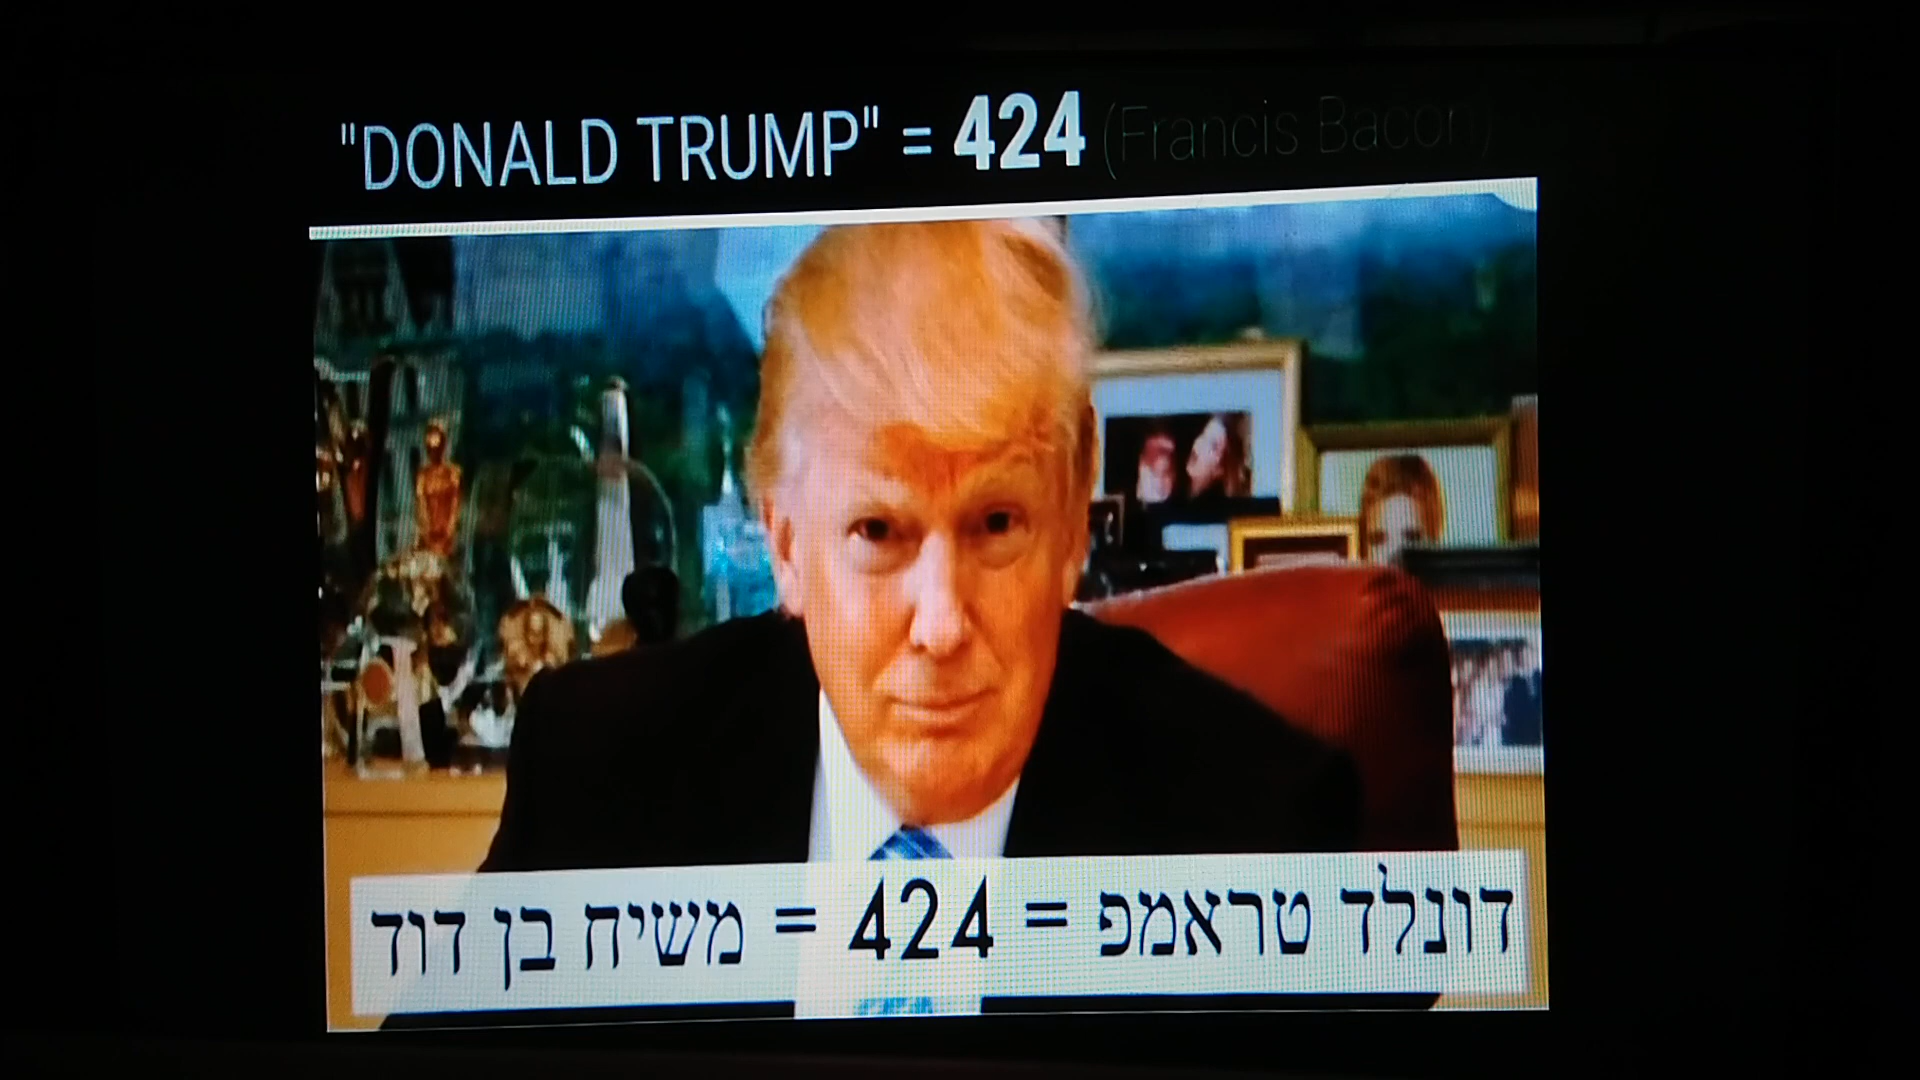 "DONALD TRUMP" = 424 (Francis Bacon)
דונלד טראמפ = 424 = משיח בן דוד